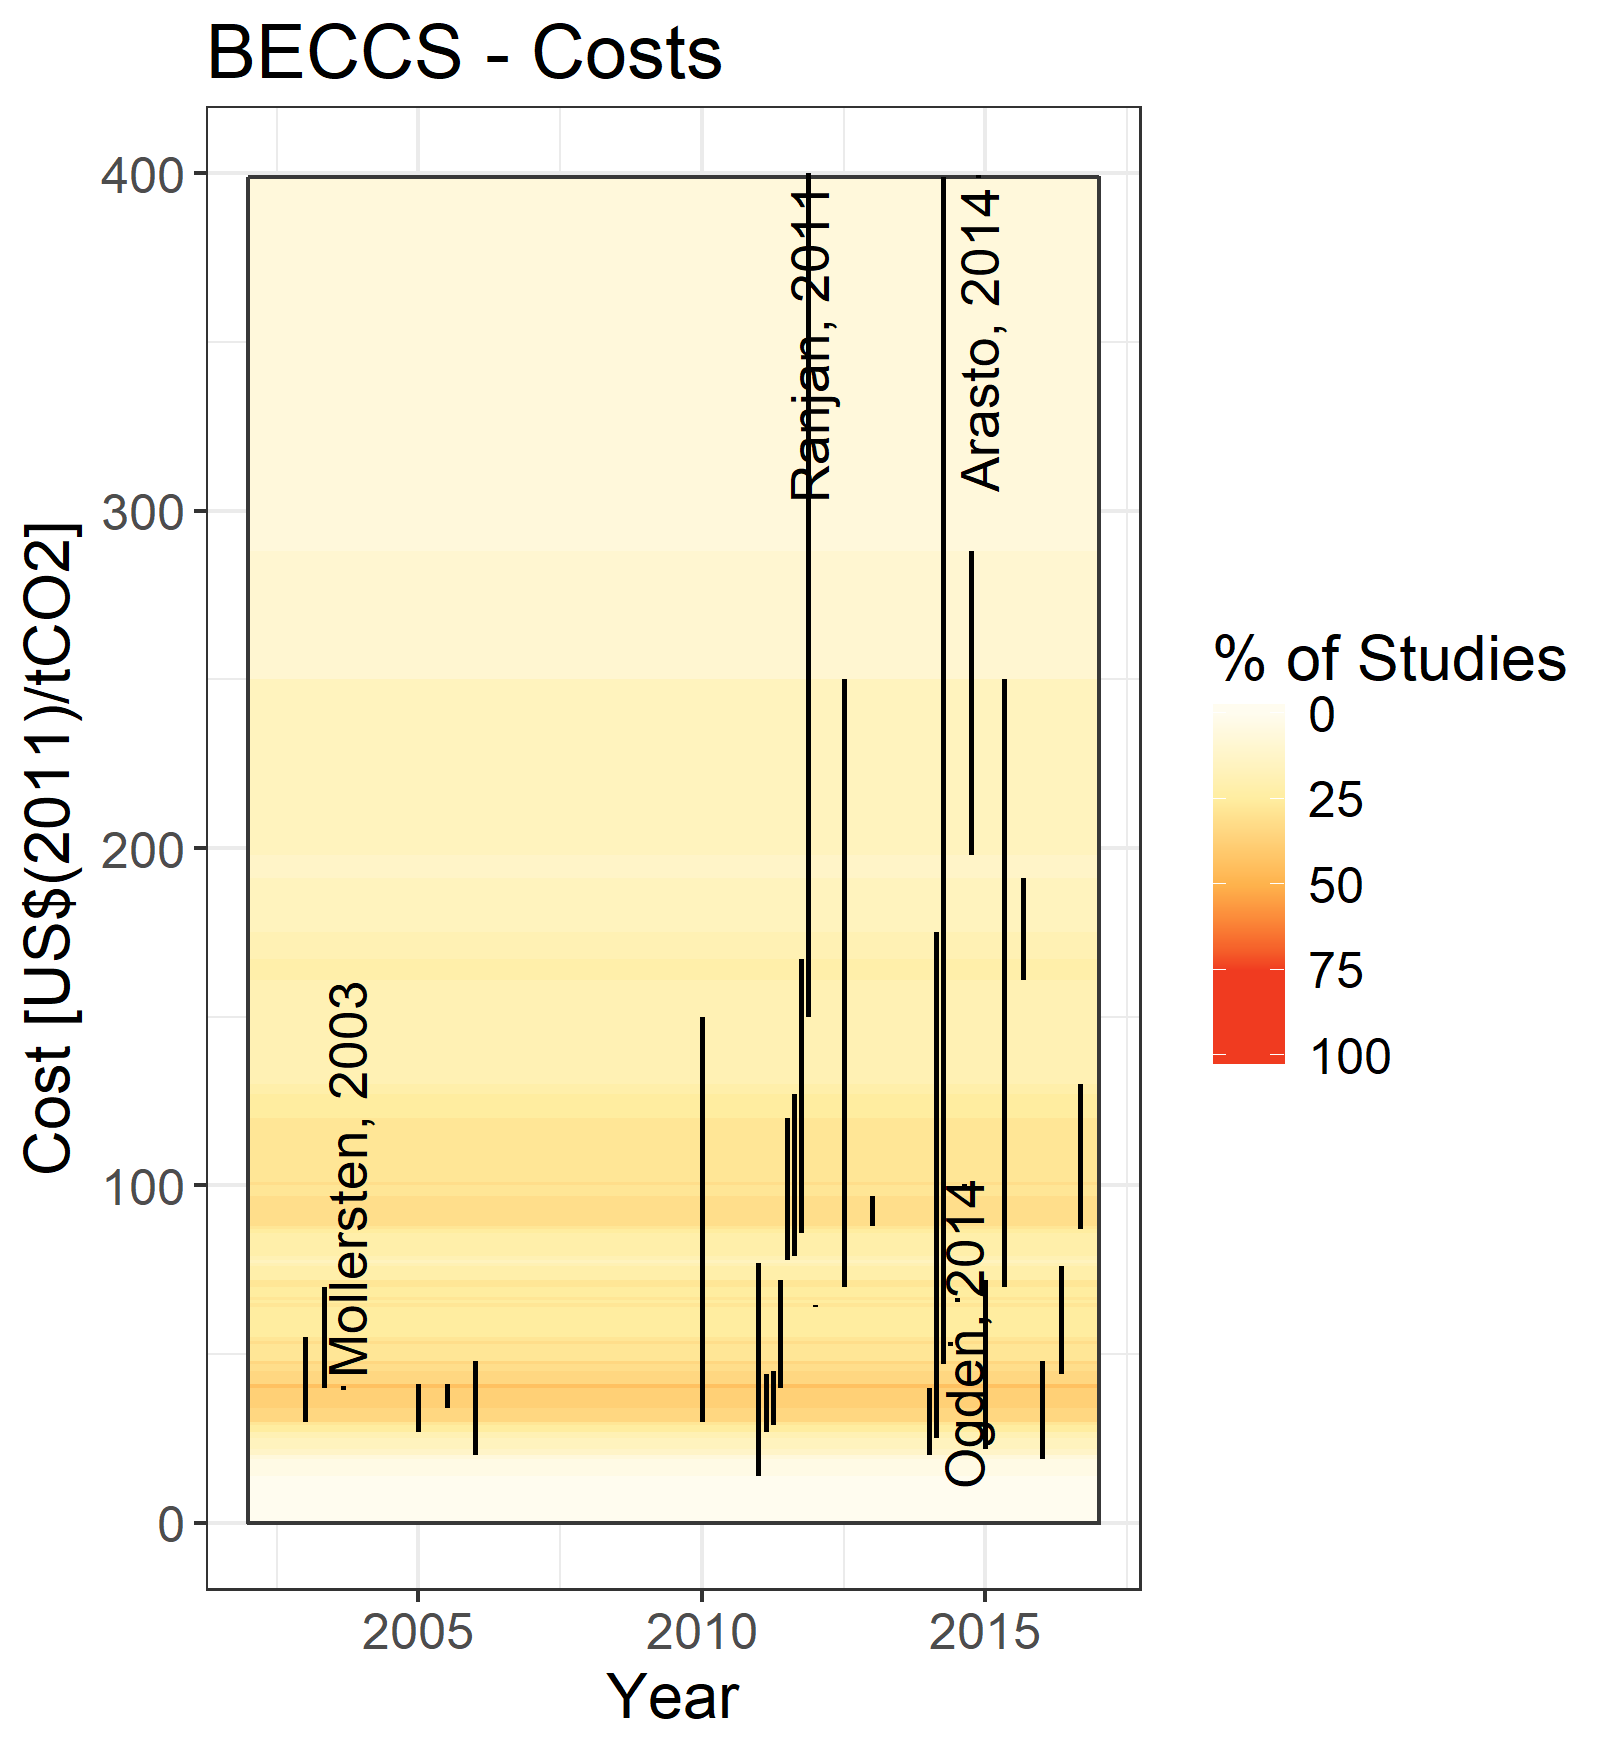 BECCS - Costs
Cost [US$(2011)/tCO2]
400
300
200
100
0
Ranjan, 2011
Arasto, 2014
Mollersten, 2003
Ogden, 2014
2005
2010
2015
Year
% of Studies
0
25
50
75
100